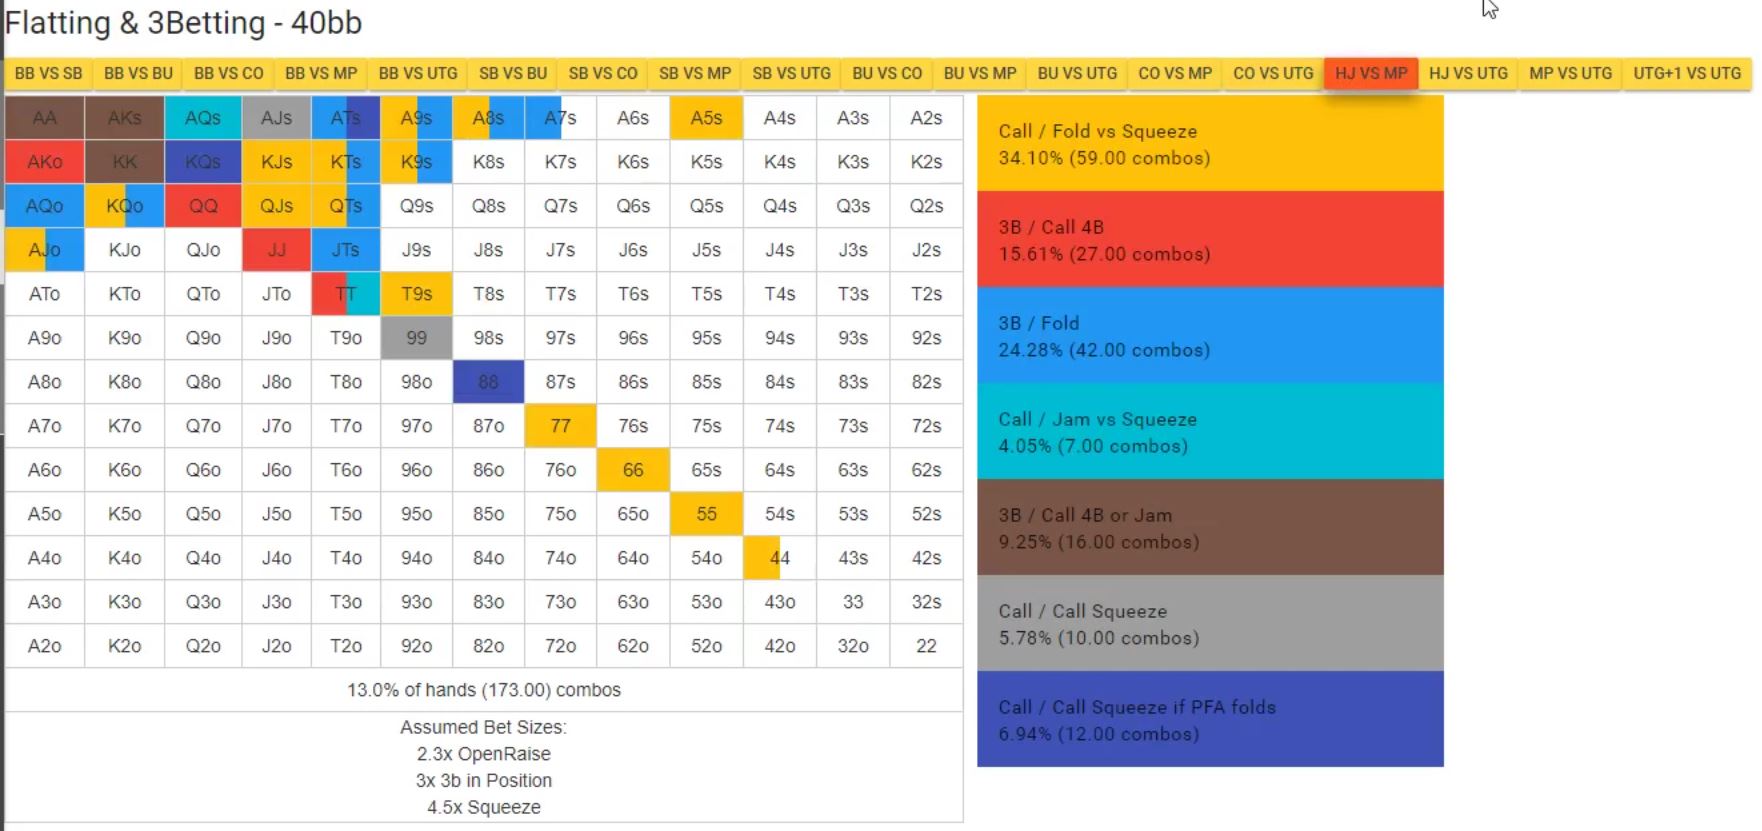 Flatting & 3Betting - 40bb
BB VS SB BB VS BU BB VS CO BB VS MP BB VS UTG SB VS BU SB VS CO SB VS MP SB VS UTG BU VS CO BU VS MP BU VS UTG CO VS MP CO VS UTG HJ VS MP HJ VS UTG MP VS UTG UTG+1 VS UTG
AA AKs AQs AJs ATs A9s A8s A7s A6s A5s A4s A3s A2s
AKo KK KQs KJs KTs K9s K8s K7s K6s K5s K4s K3s K2s
AQo KQo QQ QJs QTs Q9s Q8s Q7s Q6s Q5s Q4s Q3s Q2s
AJo KJo QJo JJ JTs J9s J8s J7s J6s J5s J4s J3s J2s
ATo KTo QTo JTo TT T9s T8s T7s T6s T5s T4s T3s T2s
A9o K9o Q9o J9o T9o 99 98s 97s 96s 95s 94s 93s 92s
A8o K8o Q8o J8o T8o 98o 88 87s 86s 85s 84s 83s 82s
A7o K7o Q7o J7o T7o 97o 87o 77 76s 75s 74s 73s 72s
A6o K6o Q6o J6o T6o 96o 86o 76o 66 65s 64s 63s 62s
A5o K5o Q5o J5o T5o 95o 85o 75o 65o 55 54s 53s 52s
A4o K4o Q4o J4o T4o 94o 84o 74o 64o 54o 44 43s 42s
A3o K3o Q3o J3o T3o 93o 83o 73o 63o 53o 43o 33 32s
A2o K2o Q2o J2o T2o 92o 82o 72o 62o 52o 42o 32o 22
13.0% of hands (173.00) combos
Assumed Bet Sizes:
2.3x OpenRaise
3x 3b in Position
4.5x Squeeze
Call / Fold vs Squeeze
34.10% (59.00 combos)
3B / Call 4B
15.61% (27.00 combos)
3B / Fold
24.28% (42.00 combos)
Call / Jam vs Squeeze
4.05% (7.00 combos)
3B / Call 4B or Jam
9.25% (16.00 combos)
Call / Call Squeeze
5.78% (10.00 combos)
Call / Call Squeeze if PFA folds
6.94% (12.00 combos)